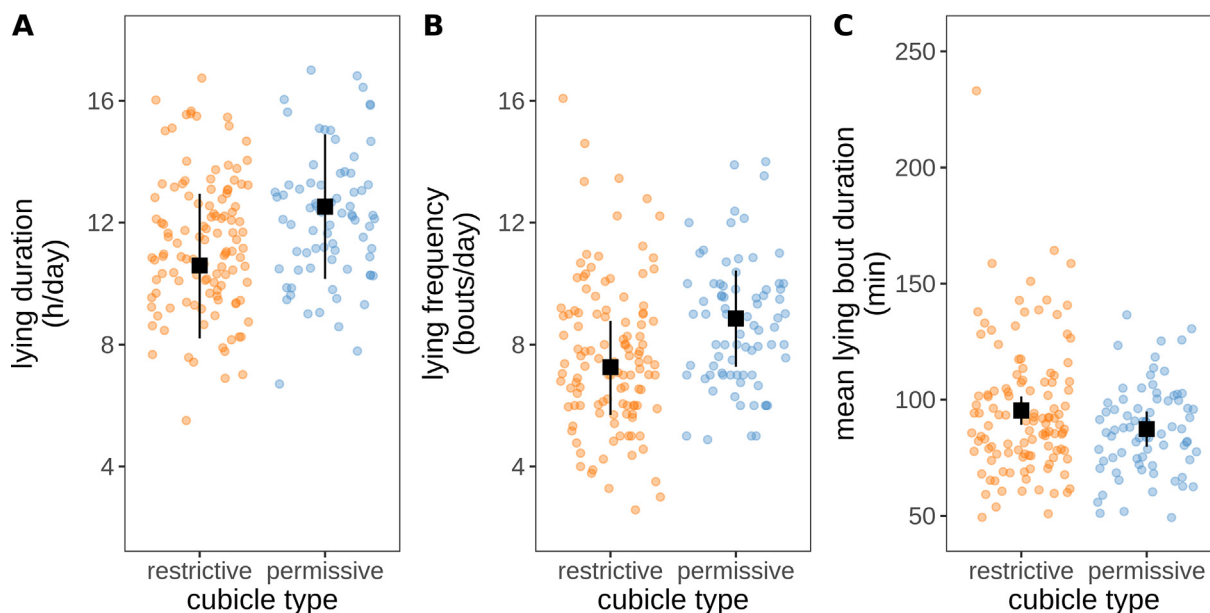 A
lying duration
(h/day)
16
12
8
4
restrictive permissive
cubicle type
B
lying frequency
(bouts/day)
16
12
8
4
restrictive permissive
cubicle type
C
mean lying bout duration
(min)
250
200
150
100
50
restrictive permissive
cubicle type